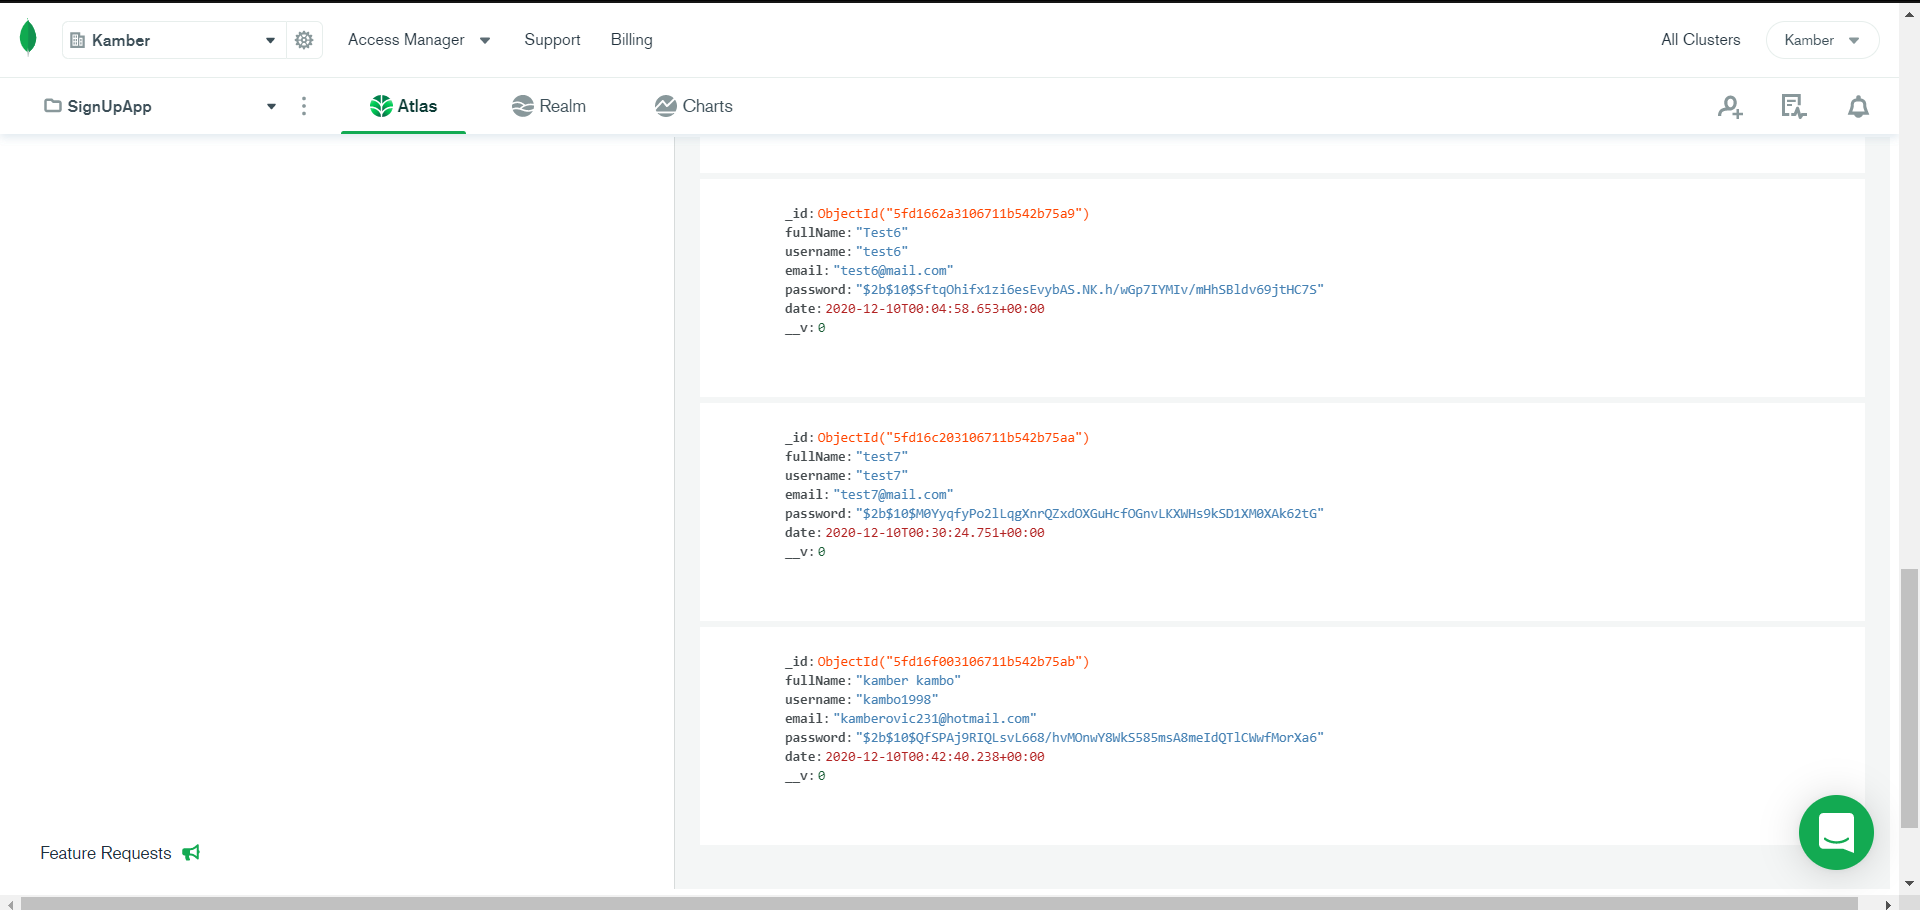 Kamber
Access Manager
Support
Billing
All Clusters
Kamber
SignUpApp
Atlas
Realm
Charts
_id: ObjectId("5fd1662a3106711b542b75a9")
fullName: "Test6"
username: "test6"
email: "test6@mail.com"
password: "$2b$10$SftqOhifx1zi6esEvybAS.NK.h/wGp7IYMIv/mHhSBldv69jtHC7S"
date: 2020-12-10T00:04:58.653+00:00
__v: 0
_id: ObjectId("5fd16c203106711b542b75aa")
fullName: "test7"
username: "test7"
email: "test7@mail.com"
password: "$2b$10$M0YyqfyPo2lLqgXnrQZxdOXGuHcfOGnvLKXWHs9kSD1XM0XAk62tG"
date: 2020-12-10T00:30:24.751+00:00
__v: 0
_id: ObjectId("5fd16f003106711b542b75ab")
fullName: "kamber kambo"
username: "kambo1998"
email: "kamberovic231@hotmail.com"
password: "$2b$10$QfSPAj9RIQLsvL668/hvMOnwY8WkS585msA8meIdQTlCWwfMorXa6"
date: 2020-12-10T00:42:40.238+00:00
__v: 0
Feature Requests